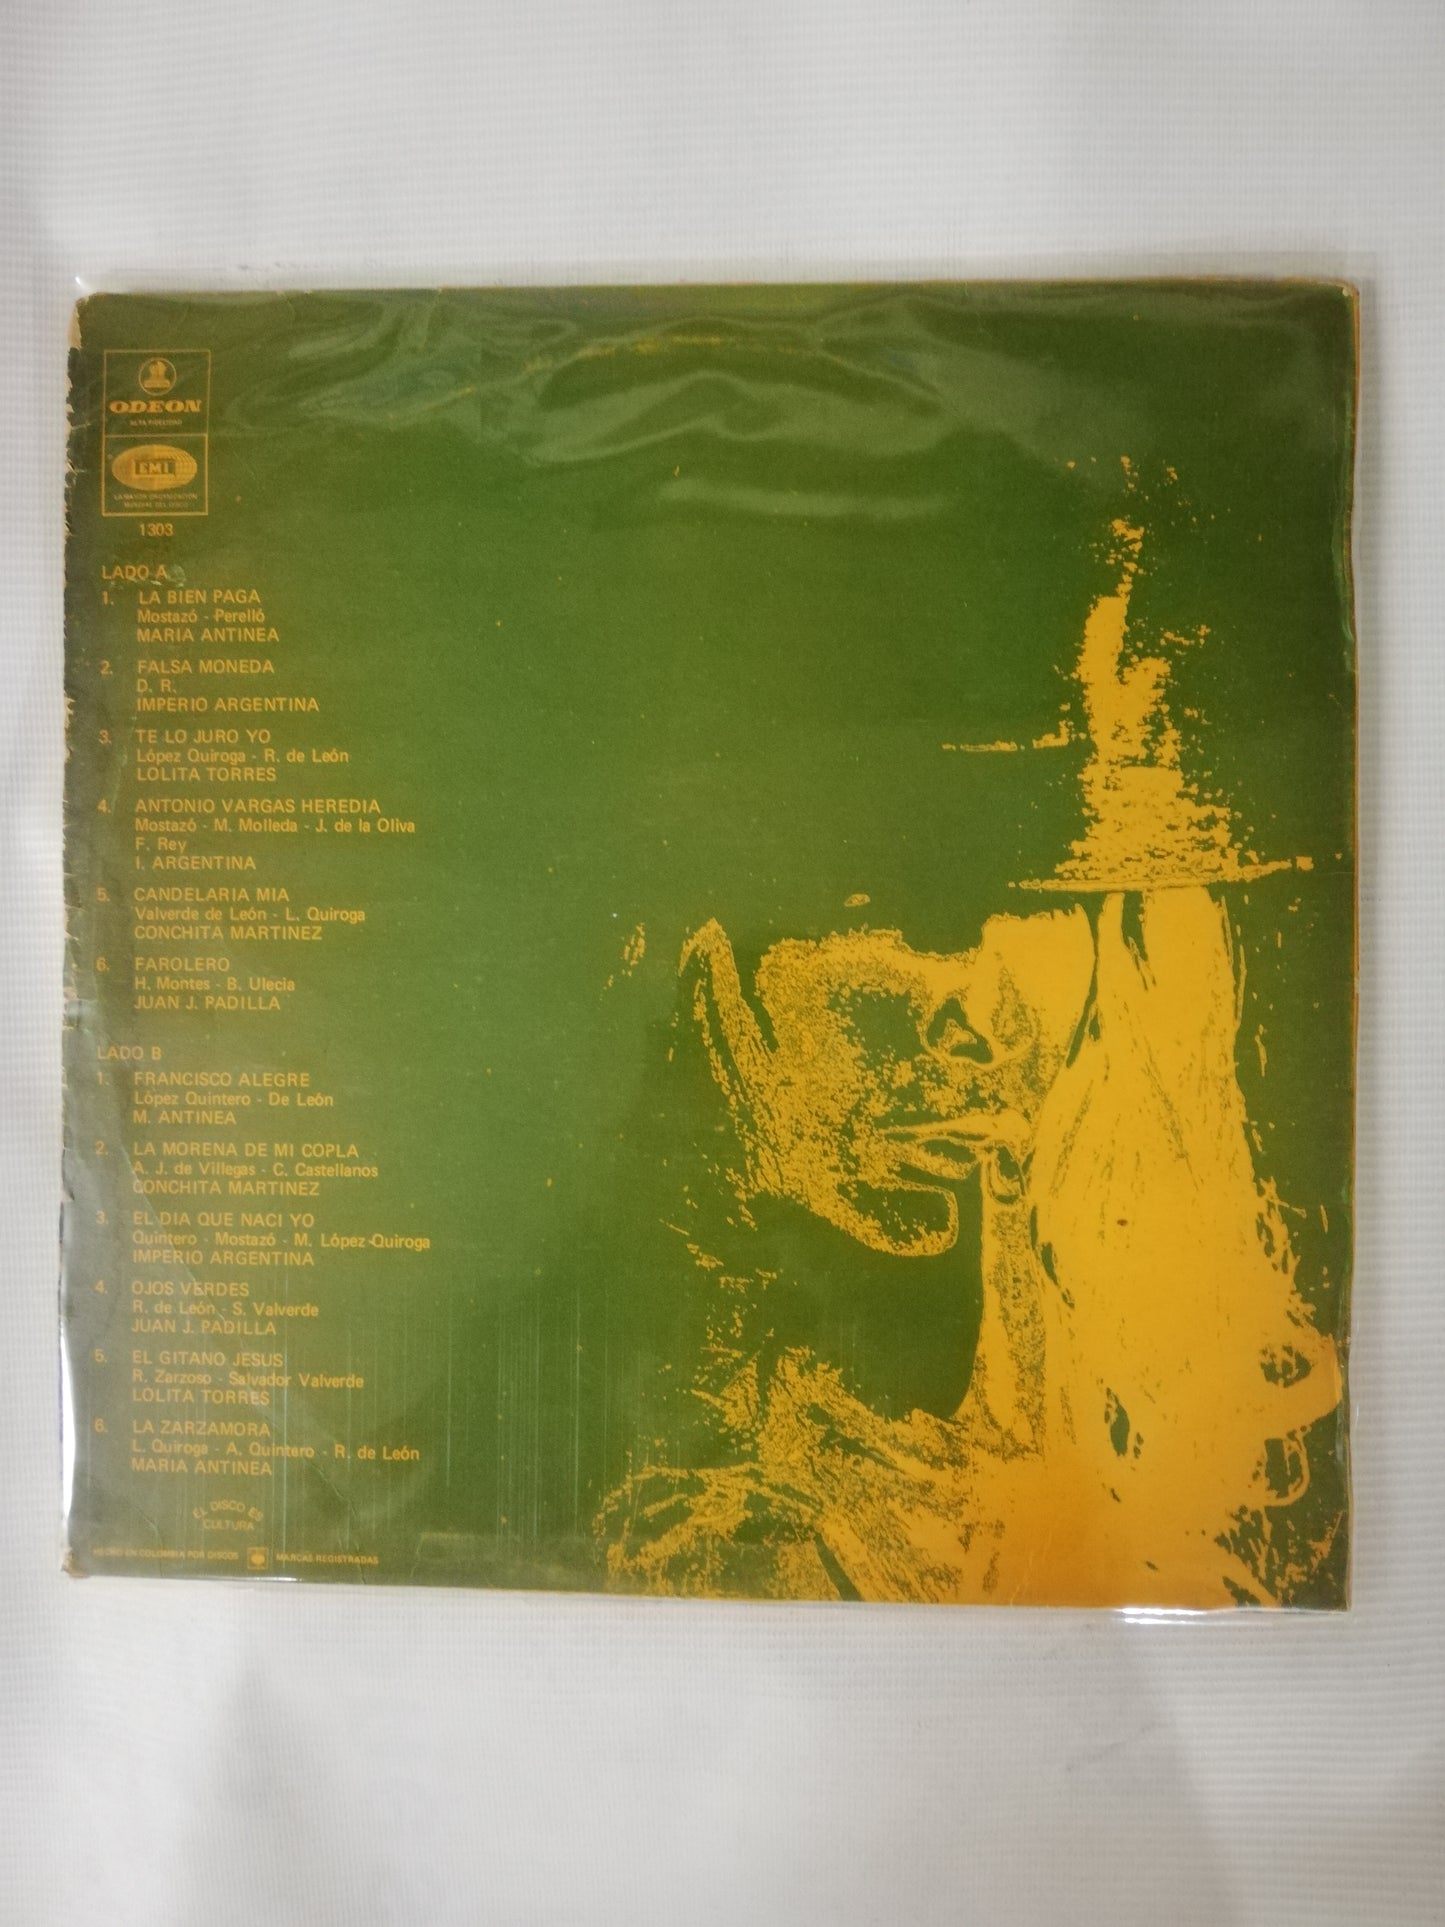 ODEON
ALTA FIDELIDAD
EMI
LA MAYOR ORGANIZACION
MUNDIAL DEL DISCO
1303
LADO A
1. LA BIEN PAGA
Mostazó - Perelló
MARIA ANTINEA
2. FALSA MONEDA
D. R.
IMPERIO ARGENTINA
3. TE LO JURO YO
López Quiroga - R. de León
LOLITA TORRES
4. ANTONIO VARGAS HEREDIA
Mostazó - M. Molleda - J. de la Oliva
F. Rey
I. ARGENTINA
5. CANDELARIA MIA
Valverde de León - L. Quiroga
CONCHITA MARTINEZ
6. FAROLERO
H. Montes - B. Ulecia
JUAN J. PADILLA
LADO B
1. FRANCISCO ALEGRE
López Quintero - De León
M. ANTINEA
2. LA MORENA DE MI COPLA
A. J. de Villegas - C. Castellanos
CONCHITA MARTINEZ
3. EL DIA QUE NACI YO
Quintero - Mostazó - M. López-Quiroga
IMPERIO ARGENTINA
4. OJOS VERDES
R. de León - S. Valverde
JUAN J. PADILLA
5. EL GITANO JESUS
R. Zarzoso - Salvador Valverde
LOLITA TORRES
6. LA ZARZAMORA
L. Quiroga - A. Quintero - R. de León
MARIA ANTINEA
EL DISCO ES
CULTURA
HECHO EN COLOMBIA POR DISCOS MARCAS REGISTRADAS